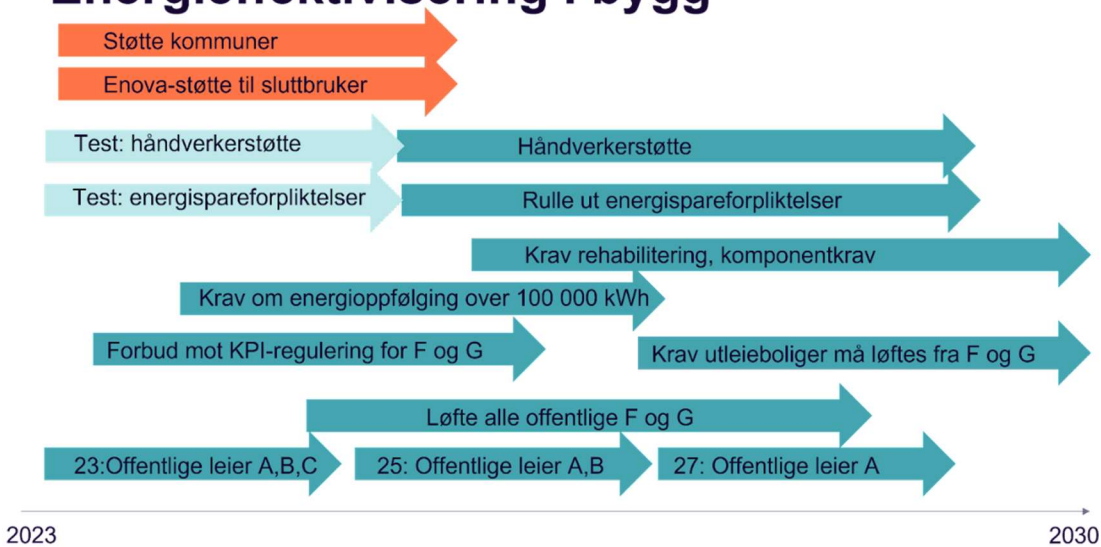 Energieffektivisering i bygg
Støtte kommuner
Enova-støtte til sluttbruker
Test: håndverkerstøtte
Håndverkerstøtte
Test: energispareforpliktelser
Rulle ut energispareforpliktelser
Krav rehabilitering, komponentkrav
Krav om energioppfølging over 100 000 kWh
Forbud mot KPI-regulering for F og G
Krav utleieboliger må løftes fra F og G
Løfte alle offentlige F og G
23:Offentlige leier A,B,C
25: Offentlige leier A,B
27: Offentlige leier A
2023
2030